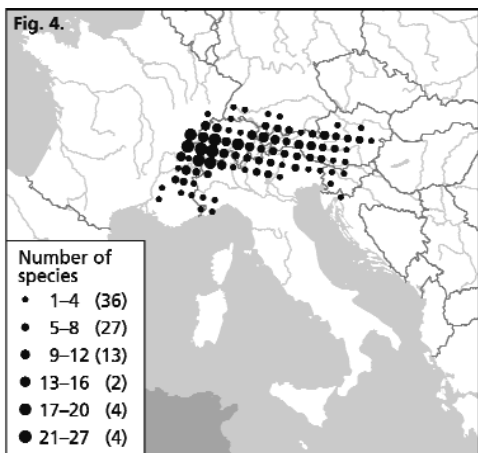 Fig. 4.
Number of
species
1–4 (36)
5–8 (27)
9–12 (13)
13–16 (2)
17–20 (4)
21–27 (4)